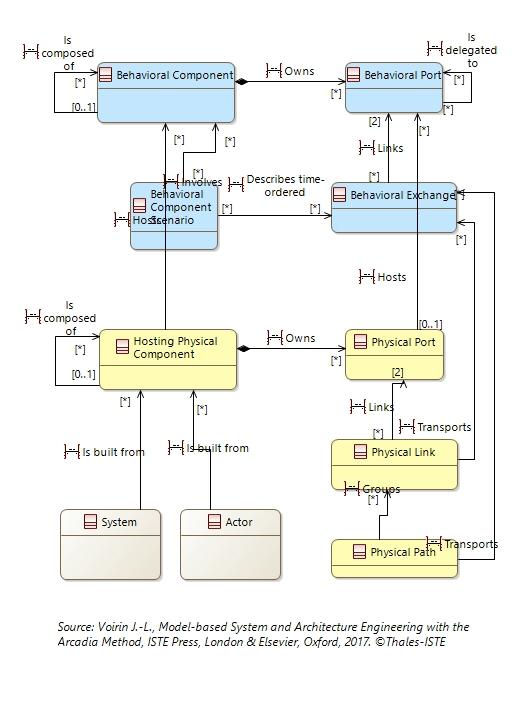 Is
composed
of
[*]
[0..1]
Behavioral Component
Owns
[*]
Behavioral Port
Is
delegated
to
[*]
[*]
[*]
[*]
[2]
[*]
Links
[*]
[*]
Involves
Describes time-
ordered
Behavioral
Component
Scenario
Hosts
[*]
[*]
Behavioral Exchange
[*]
[*]
Hosts
Is
composed
of
[*]
[0..1]
Hosting Physical
Component
Owns
[*]
[0..1]
Physical Port
[2]
[*]
[*]
Links
[*]
Transports
Is built from
Is built from
Physical Link
Groups
[*]
System
Actor
Physical Path
Transports
Source: Voirin J.-L., Model-based System and Architecture Engineering with the
Arcadia Method, ISTE Press, London & Elsevier, Oxford, 2017. ©Thales-ISTE